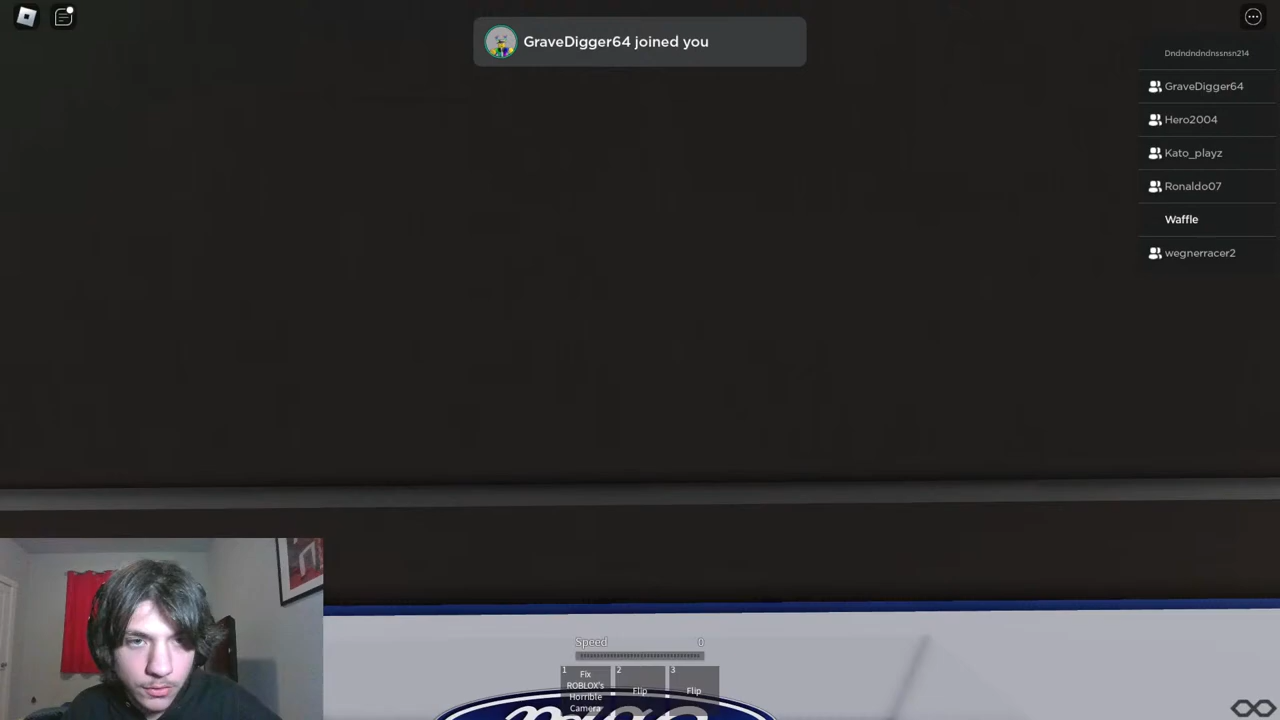 GraveDigger64 joined you
Dndndndndnssnsn214
GraveDigger64
Hero2004
Kato_playz
Ronaldo07
Waffle
wegnerracer2
Speed 0
1
Fix
ROBLOX's
Horrible
Camera
2
Flip
3
Flip